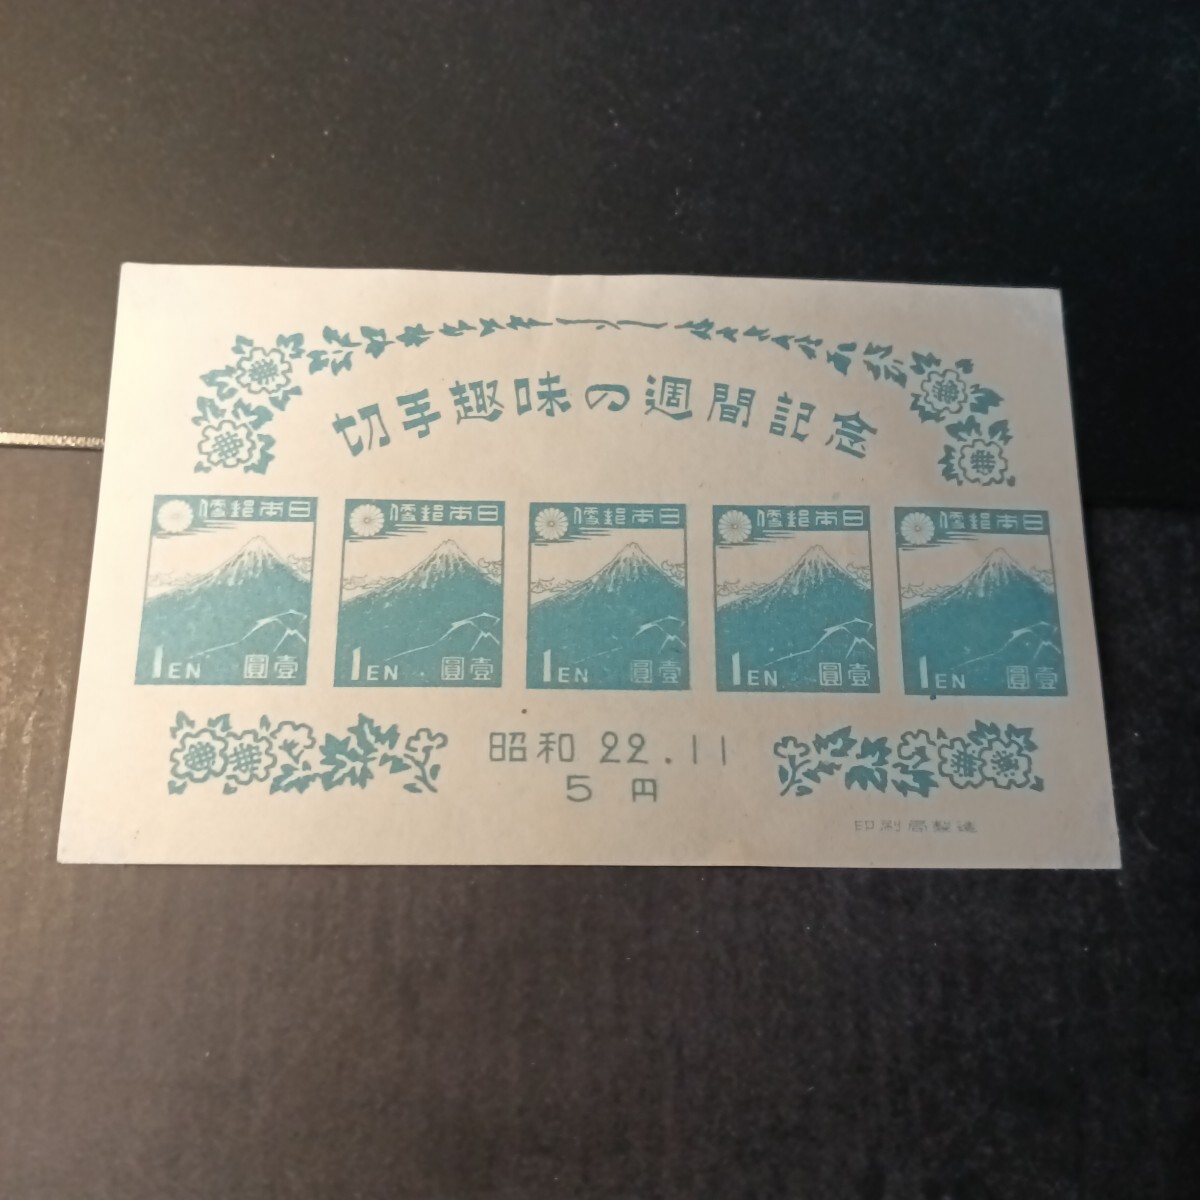 切手趣味の週間記念
便郵本日
1EN 圓壹
便郵本日
1EN 圓壹
便郵本日
1EN 圓壹
便郵本日
1EN 圓壹
便郵本日
1EN 圓壹
昭和 22.11
5 円
印刷局製造